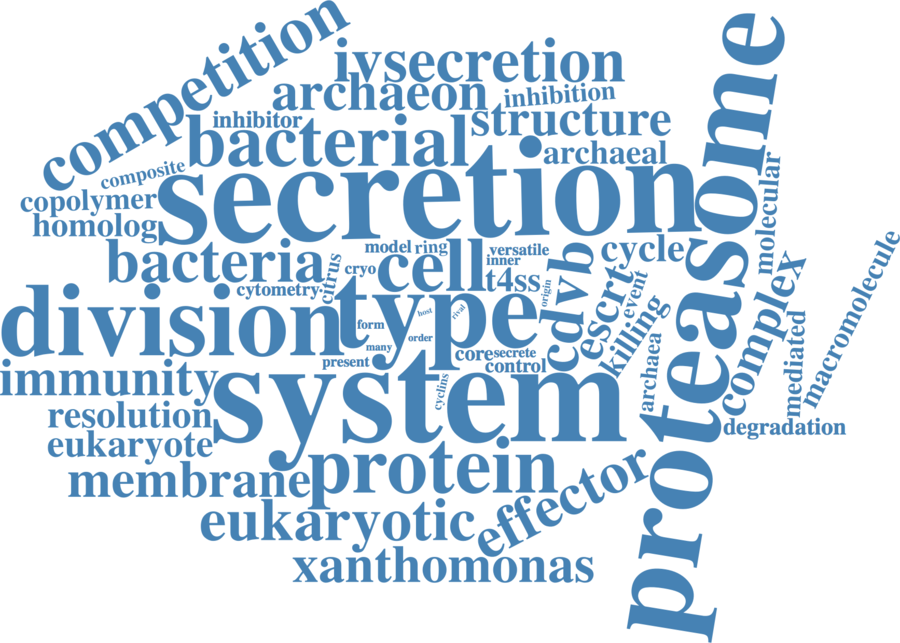 competition
ivsecretion
archaeon
inhibition
inhibitor
structure
bacterial
archaeal
composite
secretion
proteasome
copolymer
homolog
molecular
model
ring
versatile
cycle
bacteria
citrus
cryo
cell
inner
t4ss
cytometry
origin
cdvb
escrt
event
killing
complex
macromolecule
division
type
form
host
rival
many
order
present
core
secrete
control
immunity
system
cyclins
archaea
mediated
resolution
degradation
eukaryote
membrane
protein
effector
eukaryotic
xanthomonas